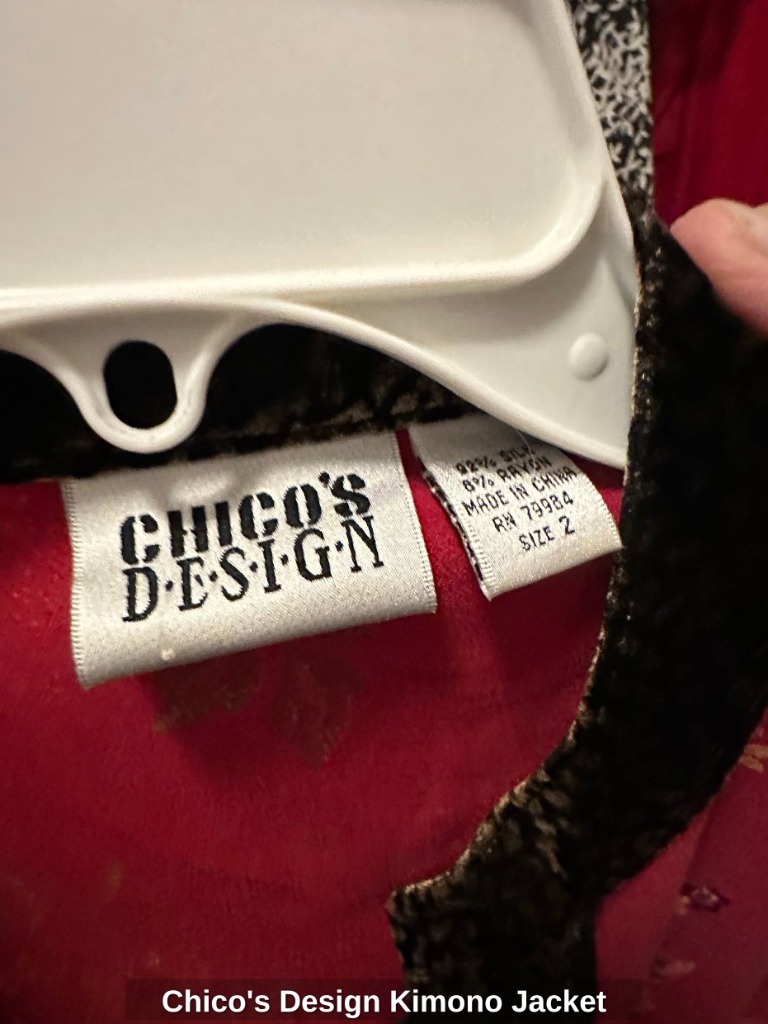 CHICO'S
D·E·S·I·G·N
92% SILK
8% RAYON
MADE IN CHINA
RN 79984
SIZE 2
Chico's Design Kimono Jacket